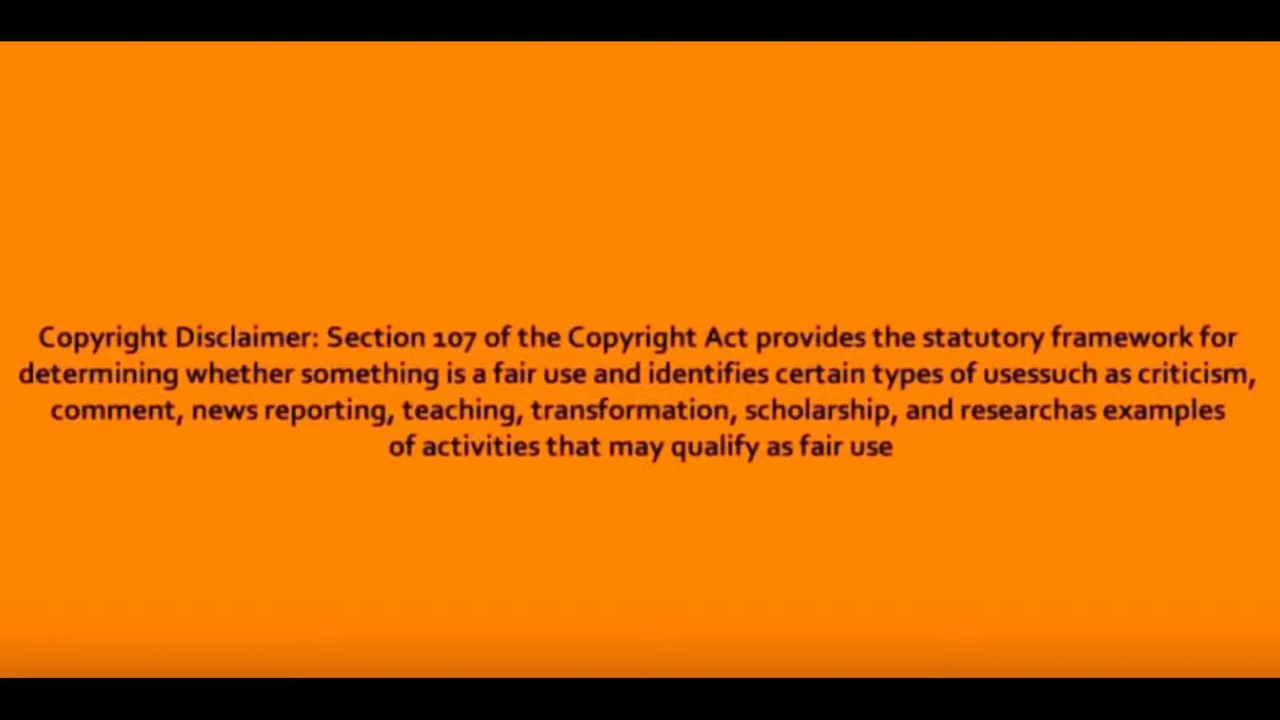 Copyright Disclaimer: Section 107 of the Copyright Act provides the statutory framework for
determining whether something is a fair use and identifies certain types of usessuch as criticism,
comment, news reporting, teaching, transformation, scholarship, and researchas examples
of activities that may qualify as fair use